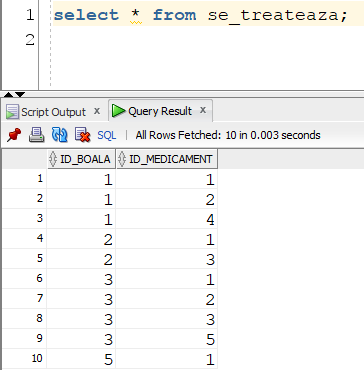 1 select * from se_treateaza;
2
Script Output x Query Result x
SQL | All Rows Fetched: 10 in 0.003 seconds
ID_BOALA ID_MEDICAMENT
1 1 1
2 1 2
3 1 4
4 2 1
5 2 3
6 3 1
7 3 2
8 3 3
9 3 5
10 5 1